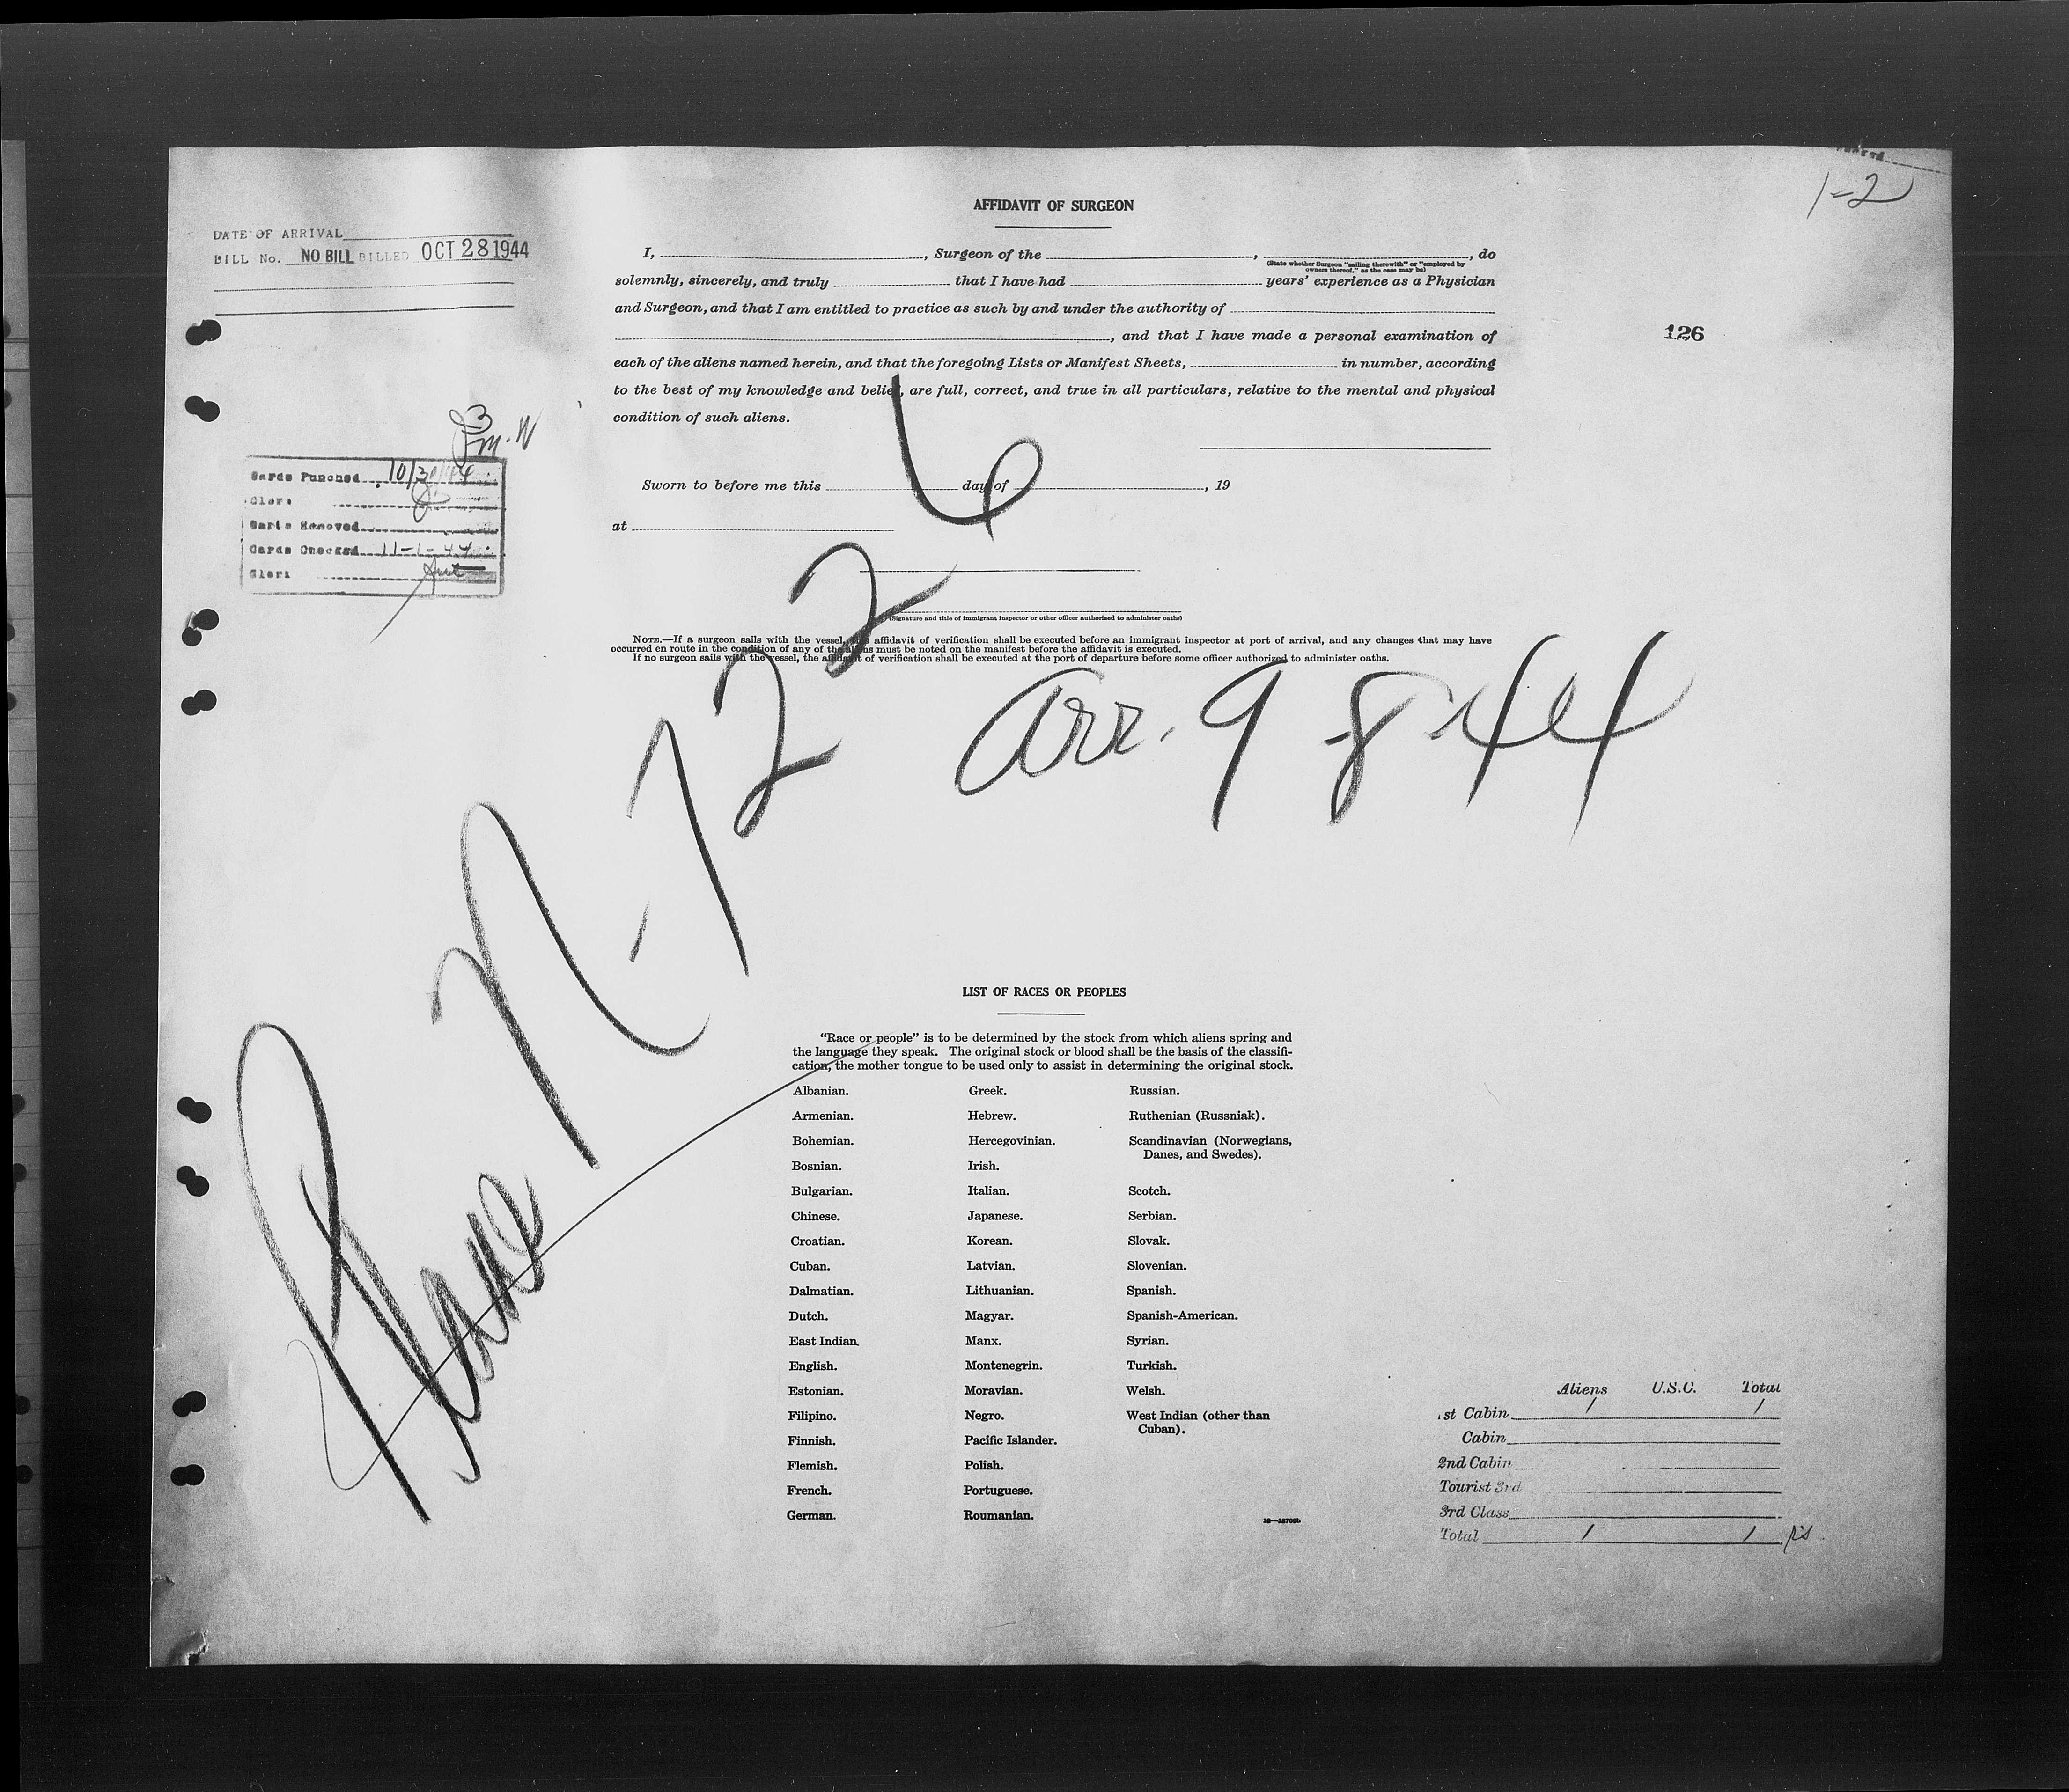 1-2
AFFIDAVIT OF SURGEON
DATE OF ARRIVAL
BILL No. NO BILL BILLED OCT 28 1944
I, , Surgeon of the , , do
(State whether Surgeon "sailing therewith" or "employed by
owners thereof," as the case may be)
solemnly, sincerely, and truly that I have had years' experience as a Physician
and Surgeon, and that I am entitled to practice as such by and under the authority of
, and that I have made a personal examination of
126
each of the aliens named herein, and that the foregoing Lists or Manifest Sheets, in number, according
to the best of my knowledge and belief, are full, correct, and true in all particulars, relative to the mental and physical
condition of such aliens.
M-W
Cards Punched 10/30/44
Clerk
Cards Removed
Cards Checked 11-1-44
Clerk
Sworn to before me this day of , 19
at
(Signature and title of immigrant inspector or other officer authorized to administer oaths)
NOTE.—If a surgeon sails with the vessel, this affidavit of verification shall be executed before an immigrant inspector at port of arrival, and any changes that may have
occurred en route in the condition of any of the aliens must be noted on the manifest before the affidavit is executed.
If no surgeon sails with the vessel, the affidavit of verification shall be executed at the port of departure before some officer authorized to administer oaths.
Plane N-7226
arr. 9-8-44
LIST OF RACES OR PEOPLES
"Race or people" is to be determined by the stock from which aliens spring and
the language they speak. The original stock or blood shall be the basis of the classifi-
cation, the mother tongue to be used only to assist in determining the original stock.
Albanian.
Armenian.
Bohemian.
Bosnian.
Bulgarian.
Chinese.
Croatian.
Cuban.
Dalmatian.
Dutch.
East Indian.
English.
Estonian.
Filipino.
Finnish.
Flemish.
French.
German.
Greek.
Hebrew.
Hercegovinian.
Irish.
Italian.
Japanese.
Korean.
Latvian.
Lithuanian.
Magyar.
Manx.
Montenegrin.
Moravian.
Negro.
Pacific Islander.
Polish.
Portuguese.
Roumanian.
Russian.
Ruthenian (Russniak).
Scandinavian (Norwegians,
Danes, and Swedes).
Scotch.
Serbian.
Slovak.
Slovenian.
Spanish.
Spanish-American.
Syrian.
Turkish.
Welsh.
West Indian (other than
Cuban).
Aliens U.S.C. Total
1st Cabin 1 1
Cabin
2nd Cabin
Tourist 3rd
3rd Class
Total 1 1